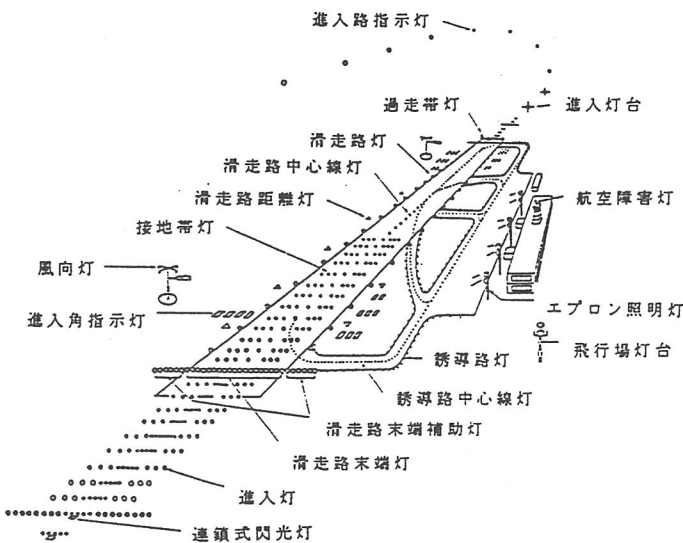 進入路指示灯
過走帯灯
進入灯台
滑走路灯
滑走路中心線灯
滑走路距離灯
航空障害灯
接地帯灯
風向灯
エプロン照明灯
進入角指示灯
飛行場灯台
誘導路灯
誘導路中心線灯
滑走路末端補助灯
滑走路末端灯
進入灯
連鎖式閃光灯